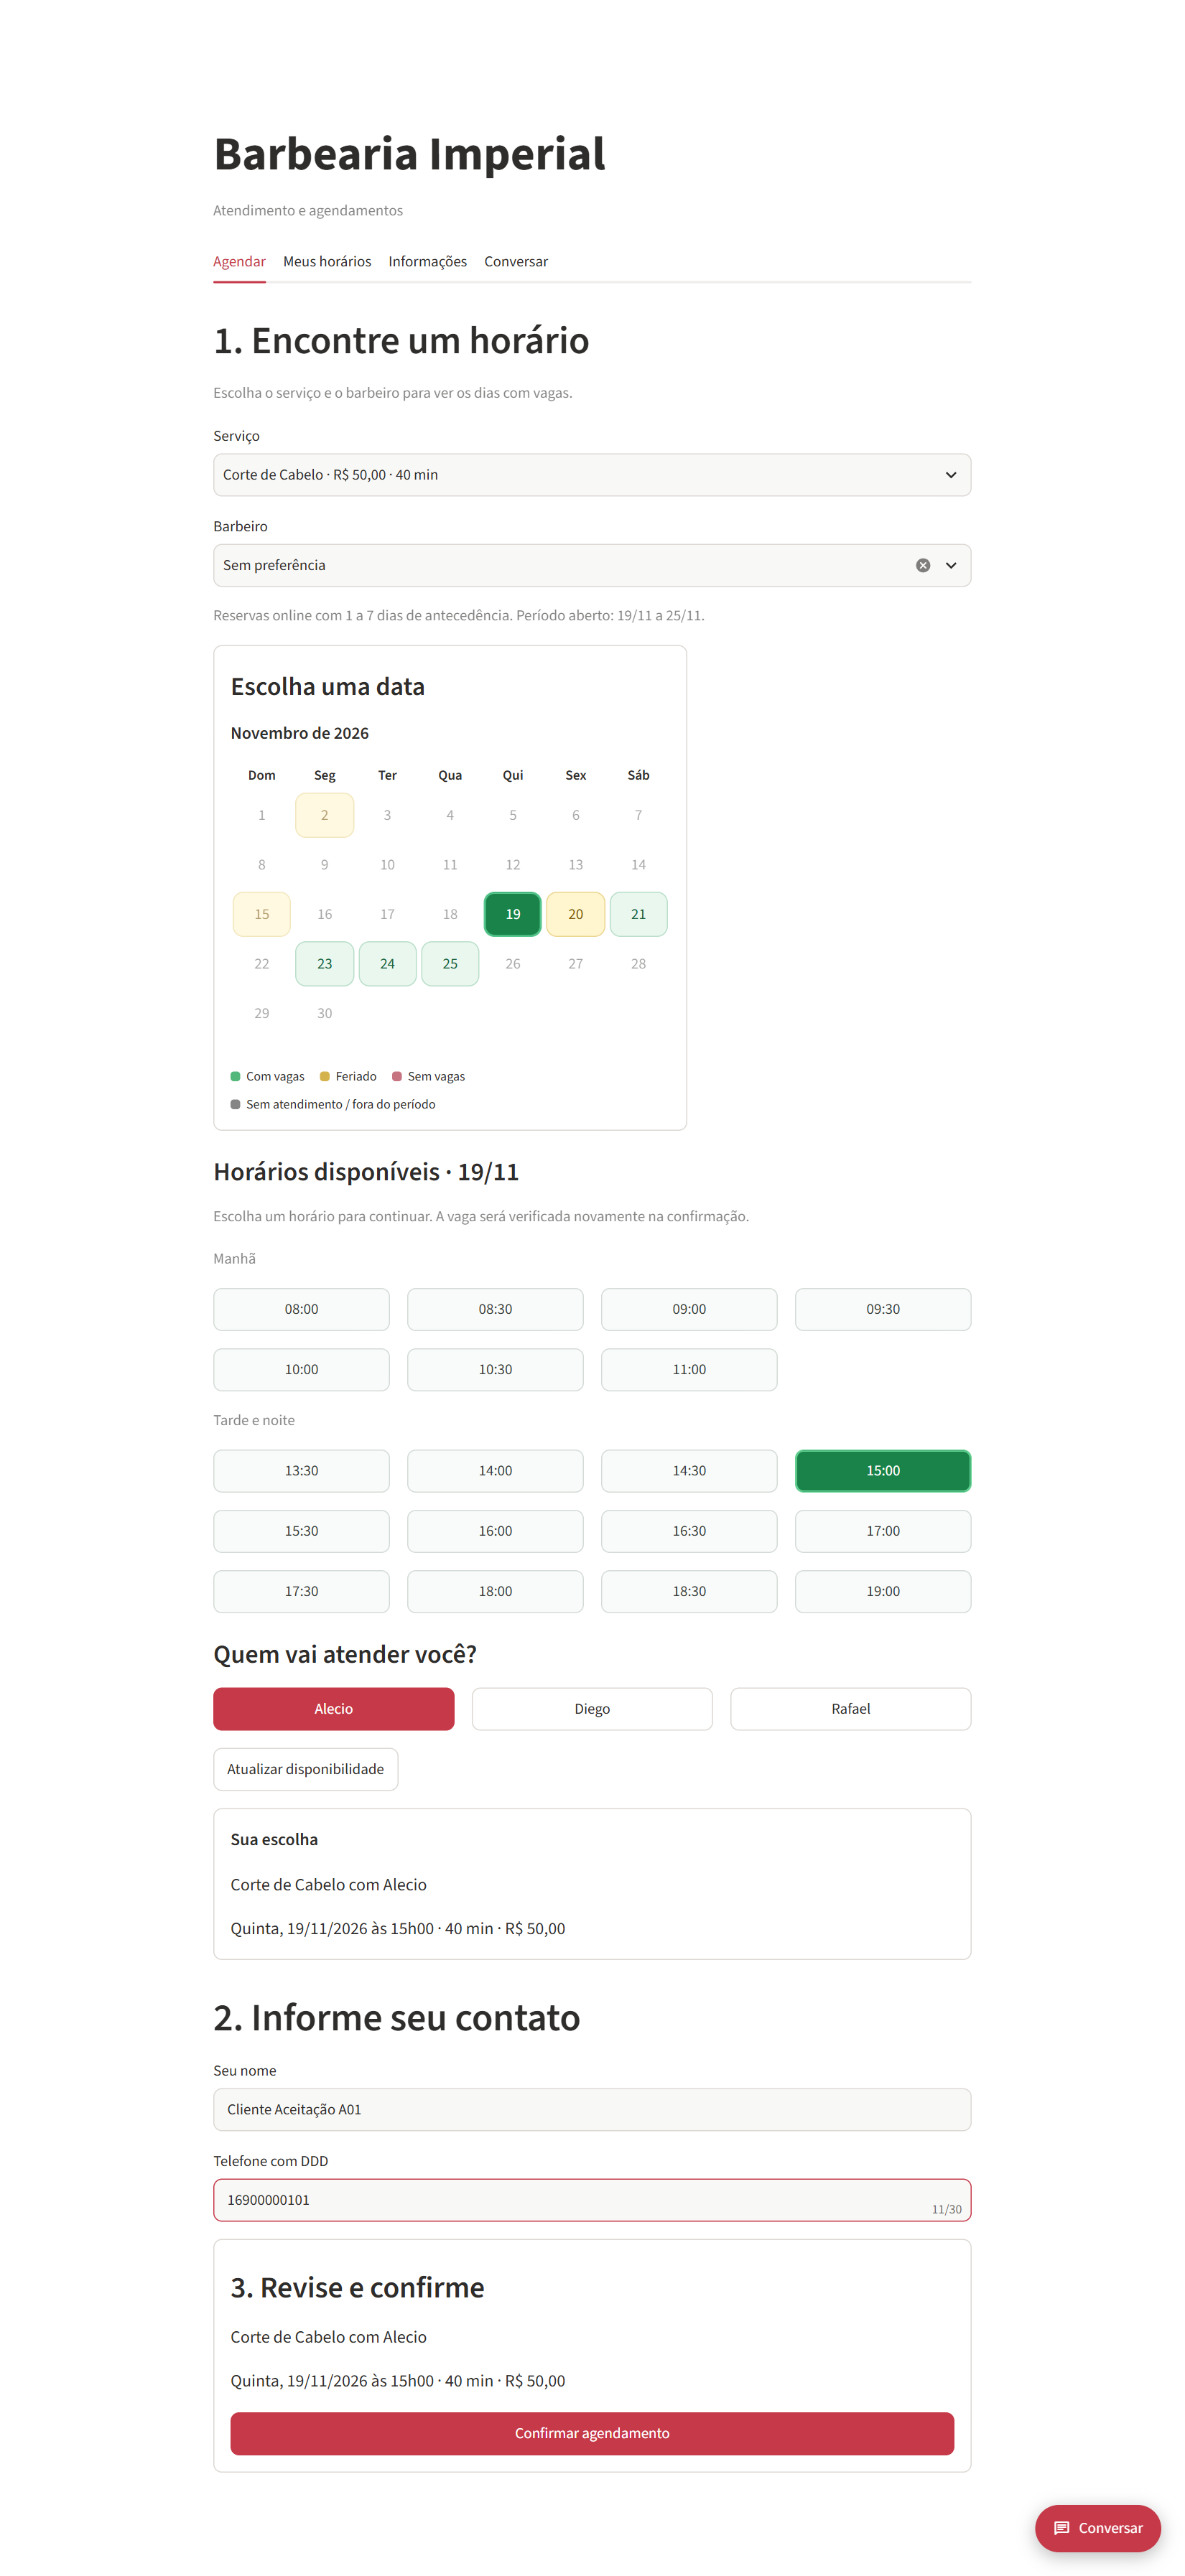 Barbearia Imperial
Atendimento e agendamentos
Agendar Meus horários Informações Conversar
1. Encontre um horário
Escolha o serviço e o barbeiro para ver os dias com vagas.
Serviço
Corte de Cabelo · R$ 50,00 · 40 min
Barbeiro
Sem preferência
Reservas online com 1 a 7 dias de antecedência. Período aberto: 19/11 a 25/11.
Escolha uma data
Novembro de 2026
Dom Seg Ter Qua Qui Sex Sáb
1 2 3 4 5 6 7
8 9 10 11 12 13 14
15 16 17 18 19 20 21
22 23 24 25 26 27 28
29 30
Com vagas Feriado Sem vagas
Sem atendimento / fora do período
Horários disponíveis · 19/11
Escolha um horário para continuar. A vaga será verificada novamente na confirmação.
Manhã
08:00 08:30 09:00 09:30
10:00 10:30 11:00
Tarde e noite
13:30 14:00 14:30 15:00
15:30 16:00 16:30 17:00
17:30 18:00 18:30 19:00
Quem vai atender você?
Alecio Diego Rafael
Atualizar disponibilidade
Sua escolha
Corte de Cabelo com Alecio
Quinta, 19/11/2026 às 15h00 · 40 min · R$ 50,00
2. Informe seu contato
Seu nome
Cliente Aceitação A01
Telefone com DDD
16900000101
11/30
3. Revise e confirme
Corte de Cabelo com Alecio
Quinta, 19/11/2026 às 15h00 · 40 min · R$ 50,00
Confirmar agendamento
Conversar